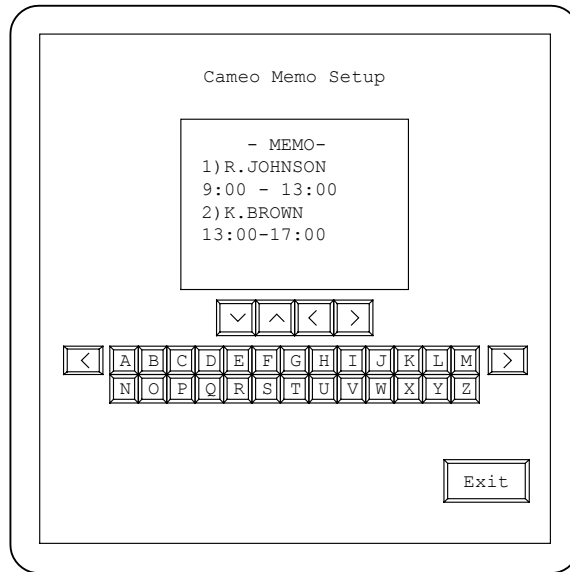 Cameo Memo Setup
- MEMO-
1)R.JOHNSON
9:00 - 13:00
2)K.BROWN
13:00-17:00
< A B C D E F G H I J K L M >
N O P Q R S T U V W X Y Z
Exit